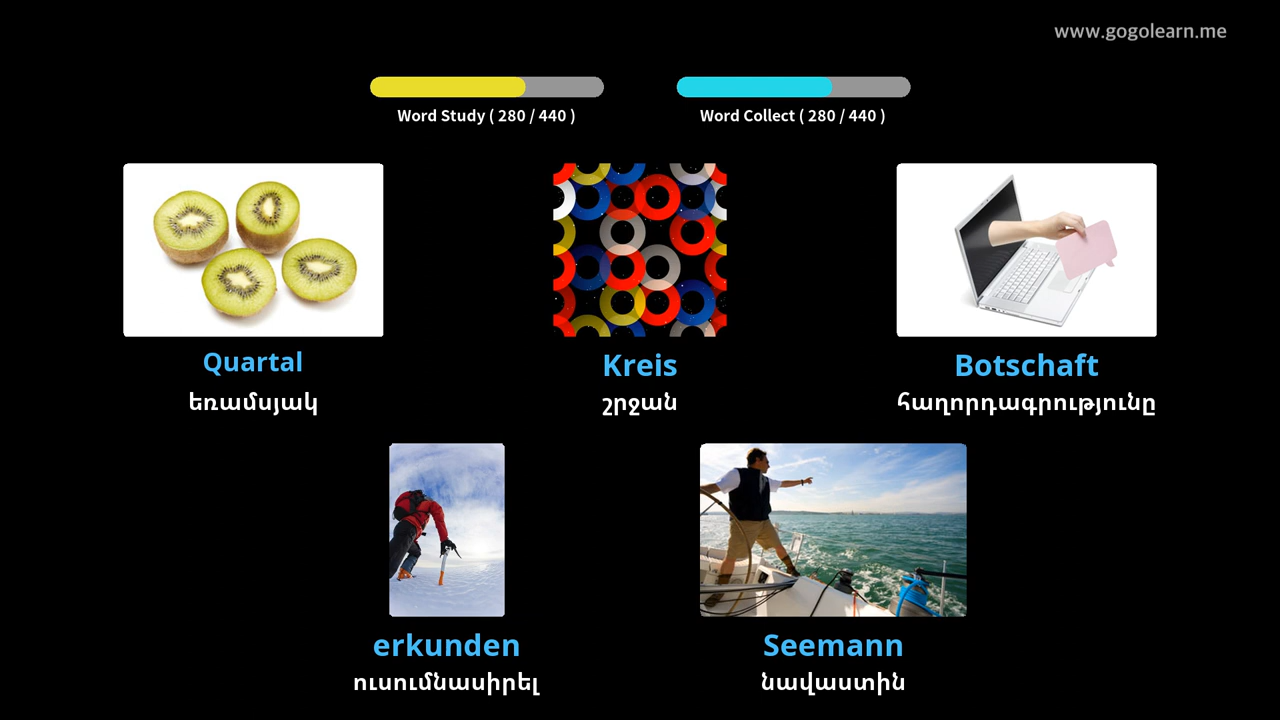 www.gogolearn.me
Word Study ( 280 / 440 )
Word Collect ( 280 / 440 )
Quartal
եռամսյակ
Kreis
շրջան
Botschaft
հաղորդագրությունը
erkunden
ուսումնասիրել
Seemann
նավաստին